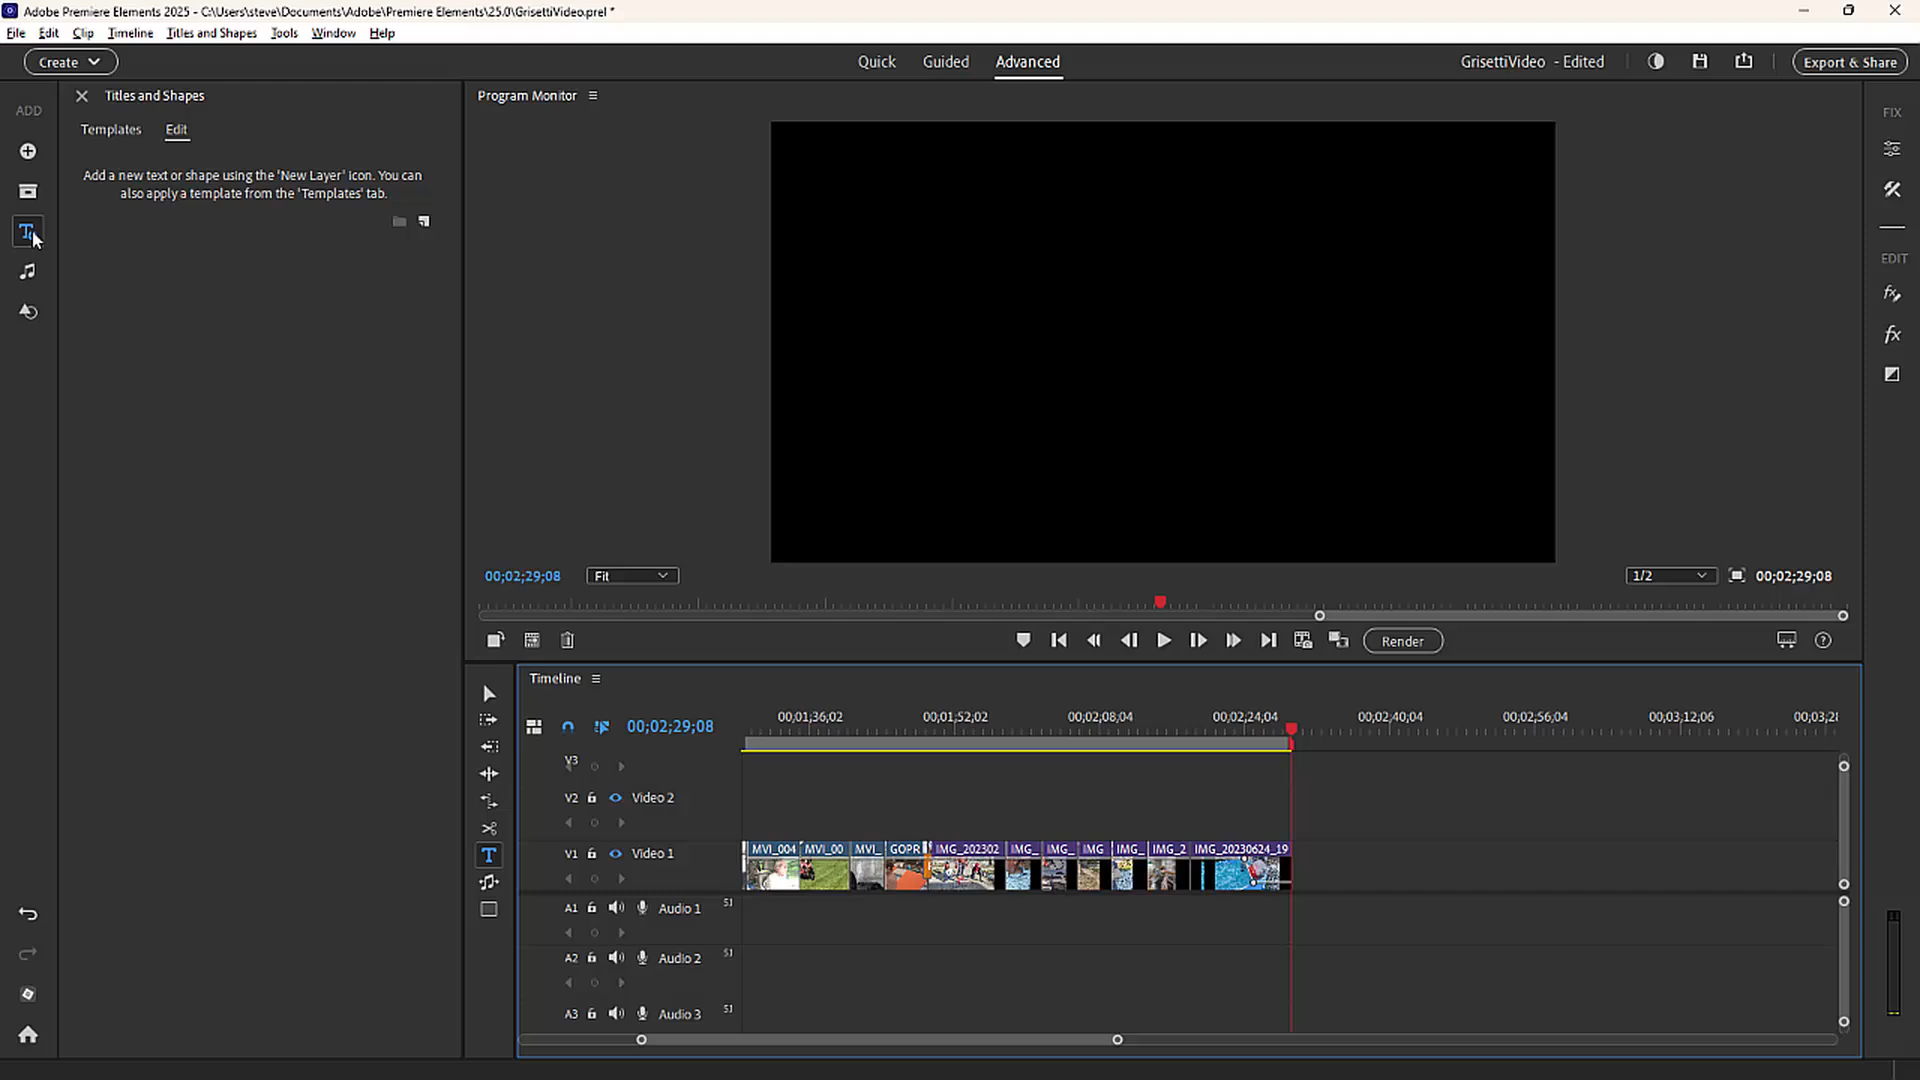 Adobe Premiere Elements 2025 - C:\Users\steve\Documents\Adobe\Premiere Elements\25.0\GrisettiVideo.prel *
File Edit Clip Timeline Titles and Shapes Tools Window Help
Create Quick Guided Advanced GrisettiVideo - Edited Export & Share
ADD Titles and Shapes Program Monitor FIX
Templates Edit
Add a new text or shape using the 'New Layer' icon. You can
also apply a template from the 'Templates' tab.
EDIT
00;02;29;08 Fit 1/2 00;02;29;08
Render
Timeline
00;02;29;08 00;01;36;02 00;01;52;02 00;02;08;04 00;02;24;04 00;02;40;04 00;02;56;04 00;03;12;06
V3
V2 Video 2
V1 Video 1 MVI_004 MVI_00 MVI_ GOPR IMG_202302 IMG_ IMG_ IMG IMG_ IMG_2 IMG_20230624_19
A1 Audio 1 5.1
A2 Audio 2 5.1
A3 Audio 3 5.1